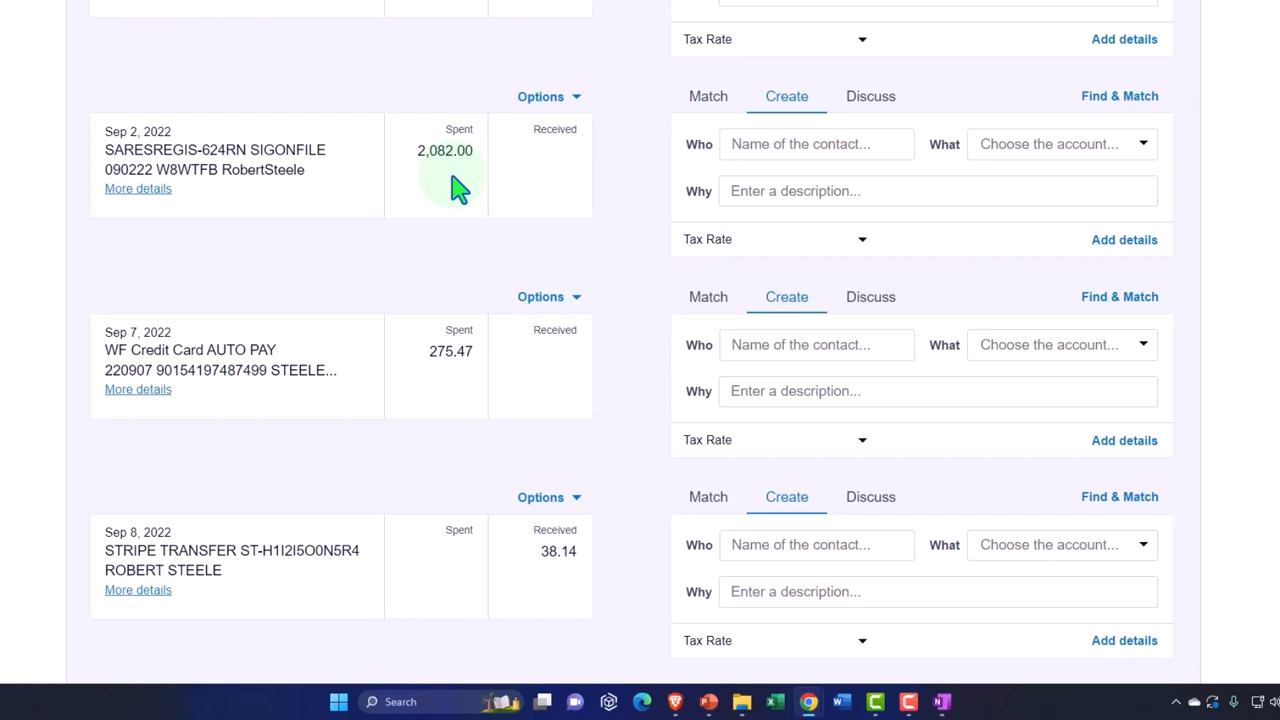 Tax Rate Add details
Options Match Create Discuss Find & Match
Sep 2, 2022 Spent Received
SARESREGIS-624RN SIGONFILE 2,082.00
090222 W8WTFB RobertSteele
More details
Who Name of the contact... What Choose the account...
Why Enter a description...
Tax Rate Add details
Options Match Create Discuss Find & Match
Sep 7, 2022 Spent Received
WF Credit Card AUTO PAY 275.47
220907 90154197487499 STEELE...
More details
Who Name of the contact... What Choose the account...
Why Enter a description...
Tax Rate Add details
Options Match Create Discuss Find & Match
Sep 8, 2022 Spent Received
STRIPE TRANSFER ST-H1I2I5O0N5R4 38.14
ROBERT STEELE
More details
Who Name of the contact... What Choose the account...
Why Enter a description...
Tax Rate Add details
Search